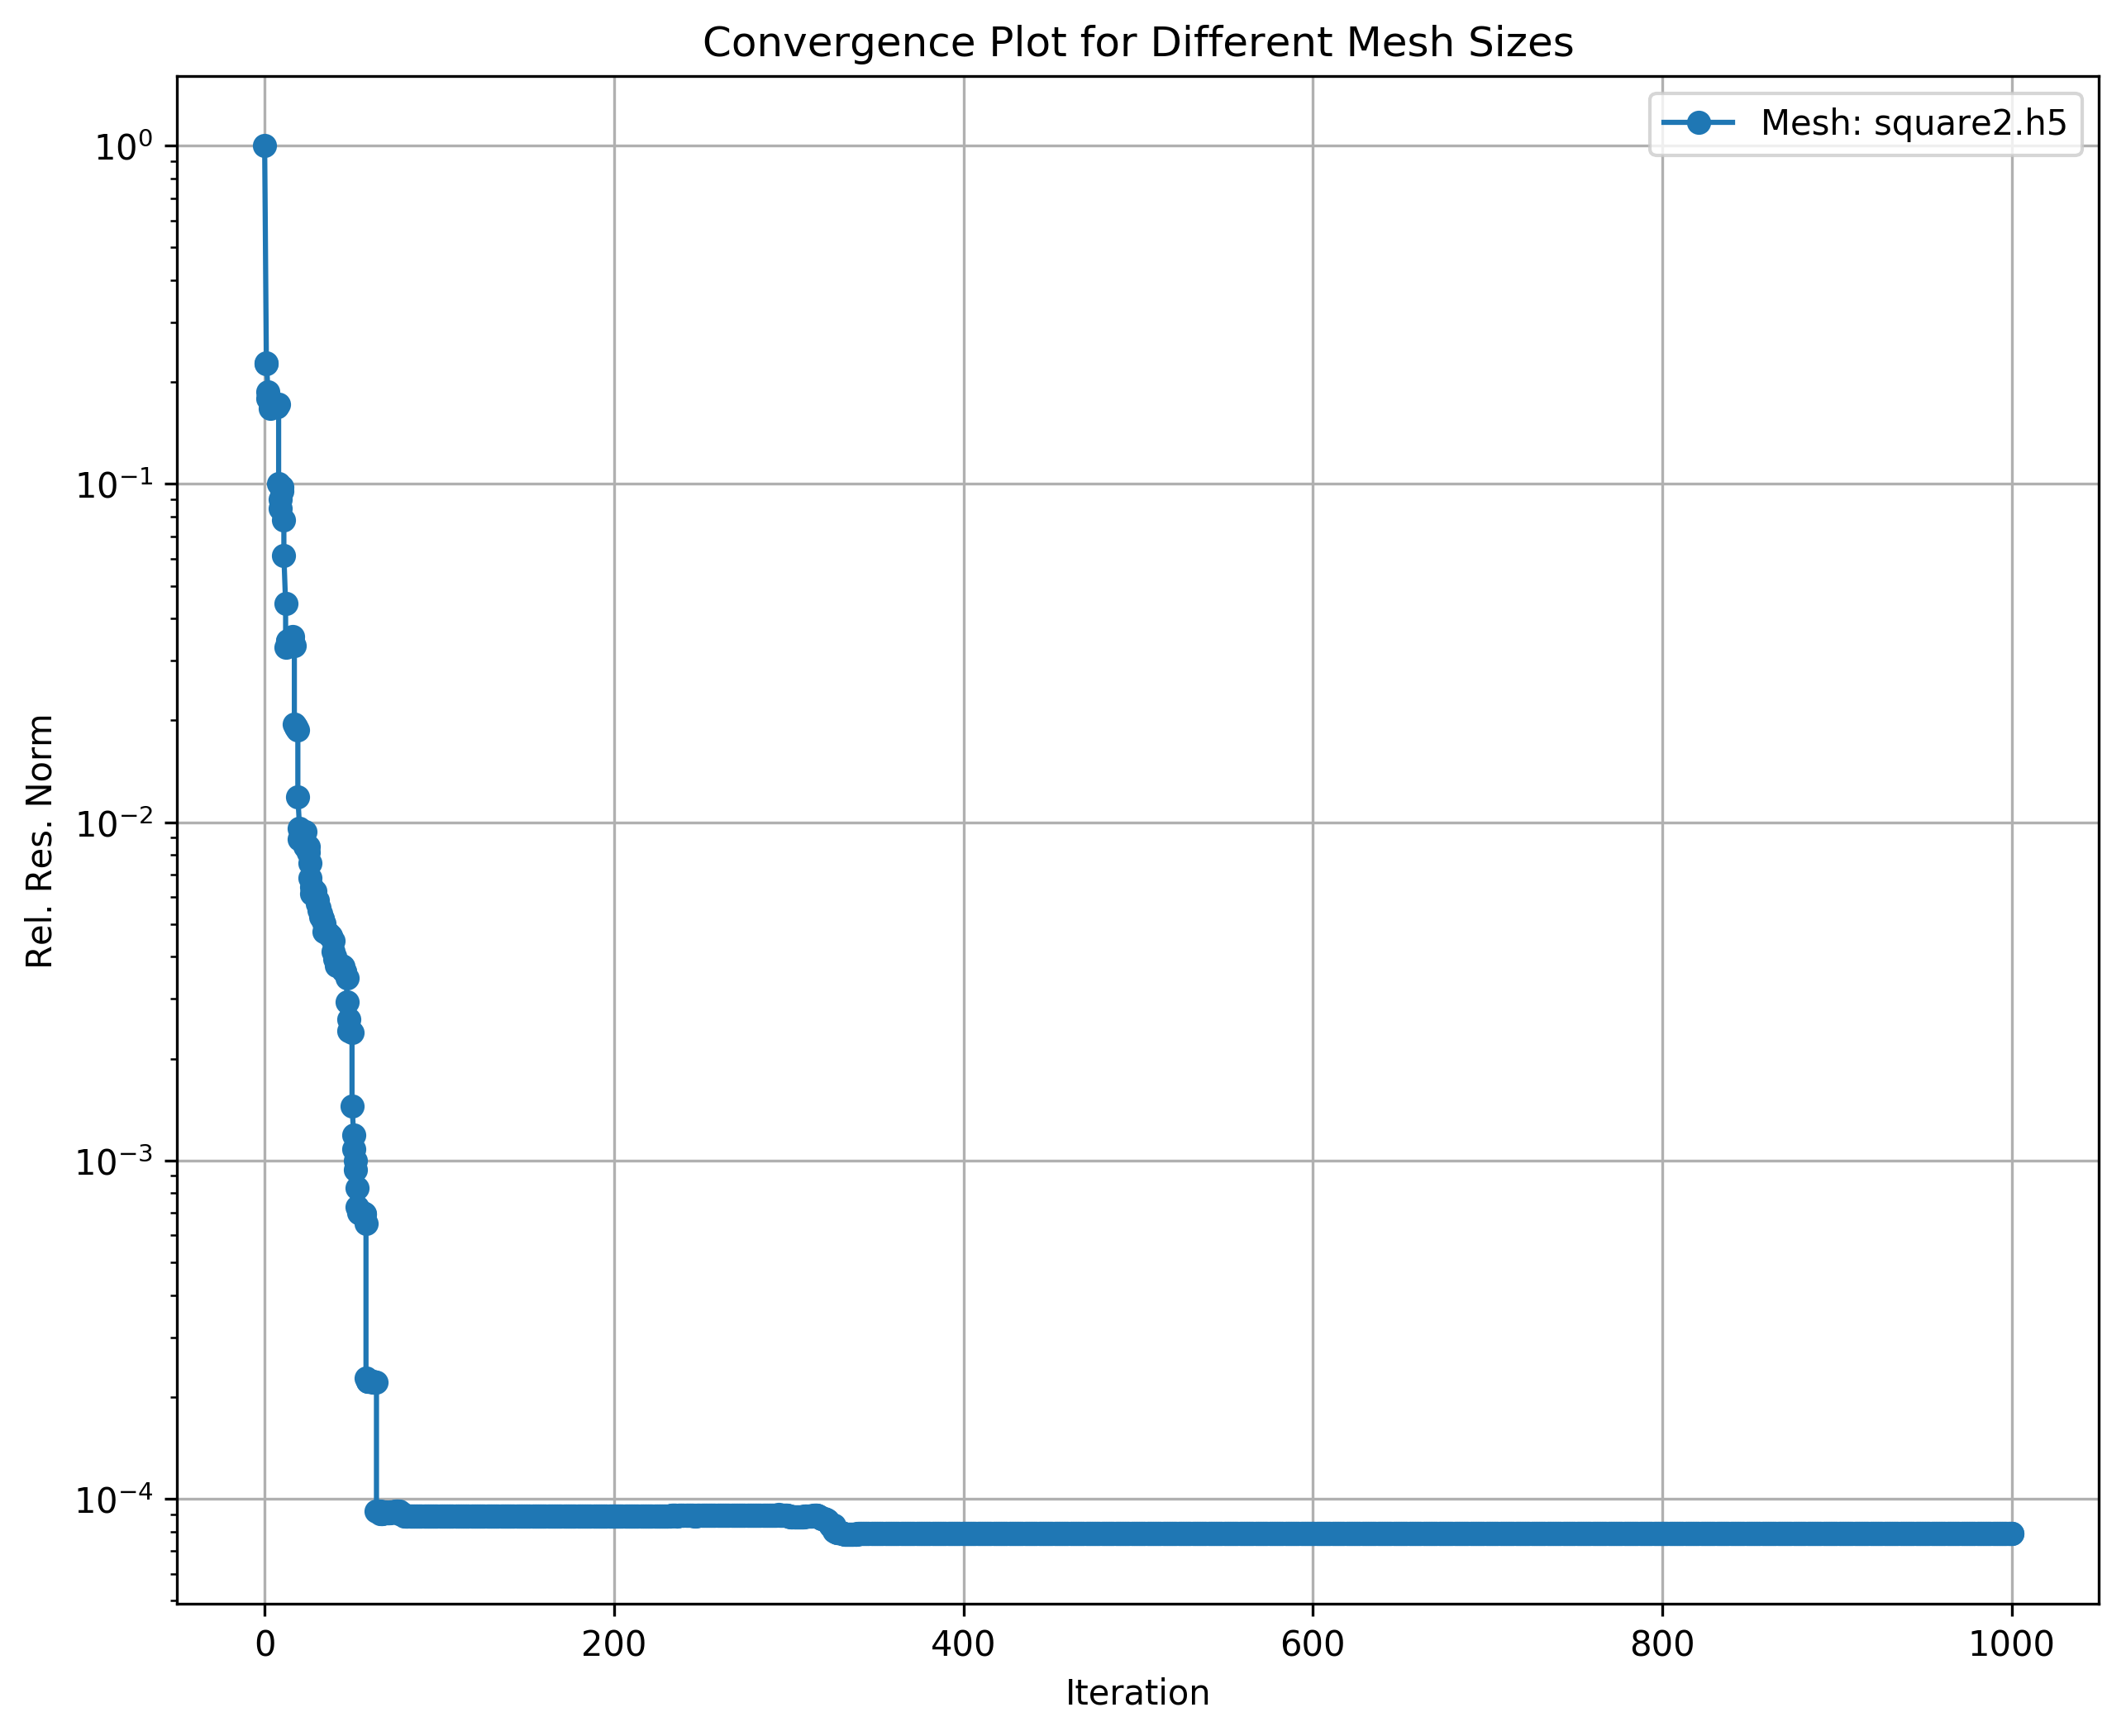 Convergence Plot for Different Mesh Sizes
Mesh: square2.h5
10⁰
10⁻¹
10⁻²
10⁻³
10⁻⁴
Rel. Res. Norm
0 200 400 600 800 1000
Iteration